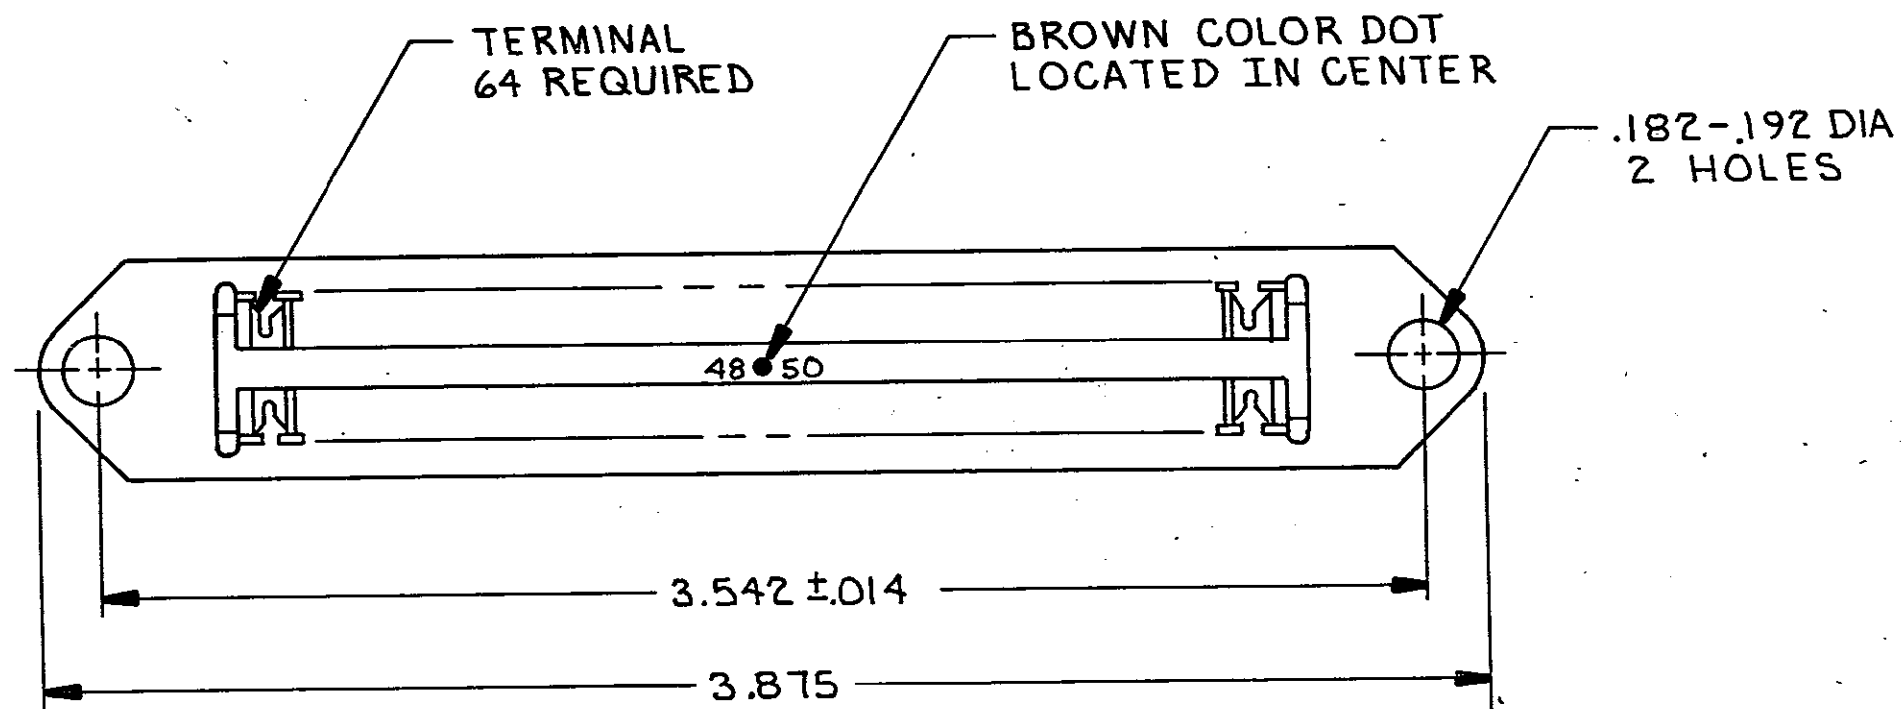 TERMINAL
64 REQUIRED
BROWN COLOR DOT
LOCATED IN CENTER
.182-.192 DIA
2 HOLES
48 50
3.542 ±.014
3.875